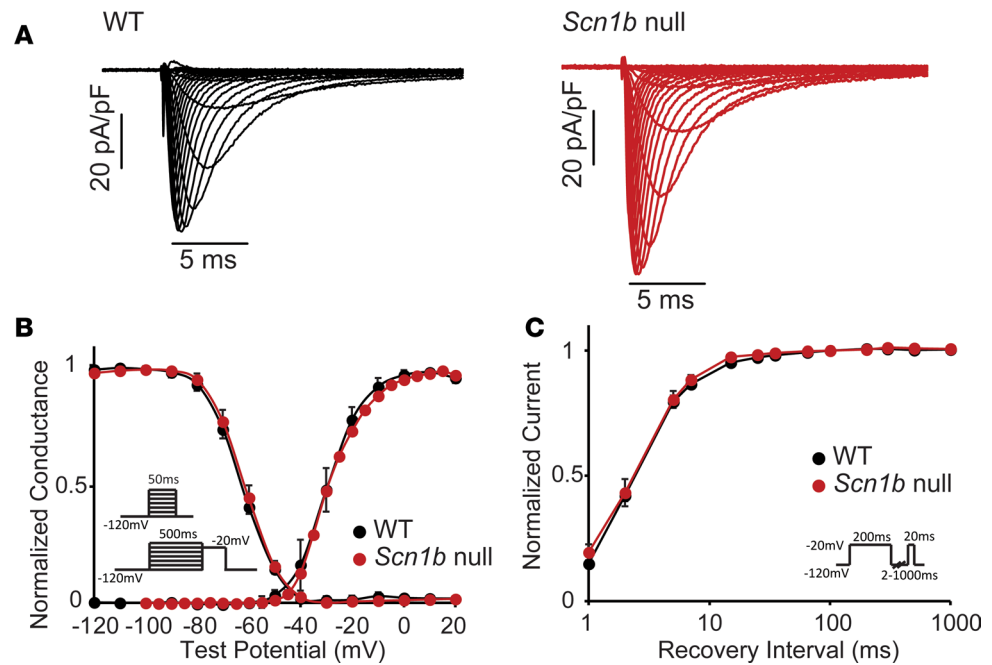 A
WT
Scn1b null
20 pA/pF
5 ms
20 pA/pF
5 ms
B
Normalized Conductance
1
0.5
0
50ms
-120mV
500ms
-20mV
-120mV
WT
Scn1b null
-120 -100 -80 -60 -40 -20 0 20
Test Potential (mV)
C
Normalized Current
1
0.5
0
WT
Scn1b null
-20mV 200ms 20ms
-120mV
2-1000ms
1 10 100 1000
Recovery Interval (ms)